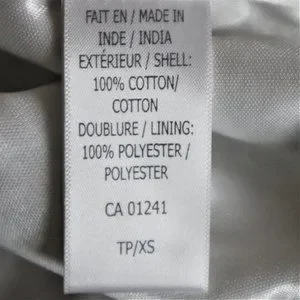 FAIT EN / MADE IN
INDE / INDIA
EXTÉRIEUR / SHELL:
100% COTTON/
COTTON
DOUBLURE / LINING:
100% POLYESTER /
POLYESTER
CA 01241
TP/XS